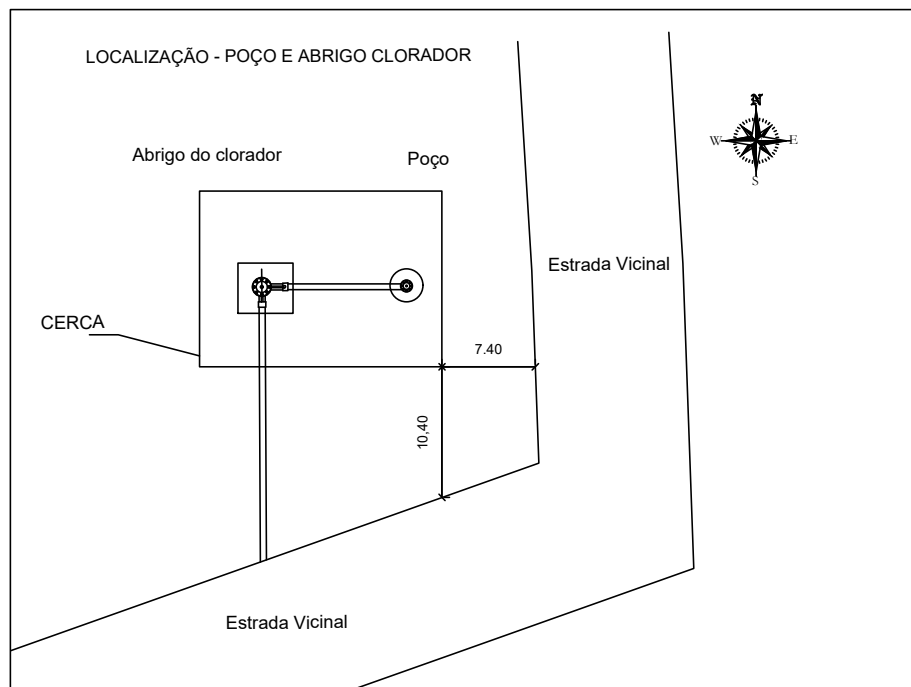 LOCALIZAÇÃO - POÇO E ABRIGO CLORADOR
N
W
E
S
Abrigo do clorador
Poço
Estrada Vicinal
CERCA
7.40
10,40
Estrada Vicinal